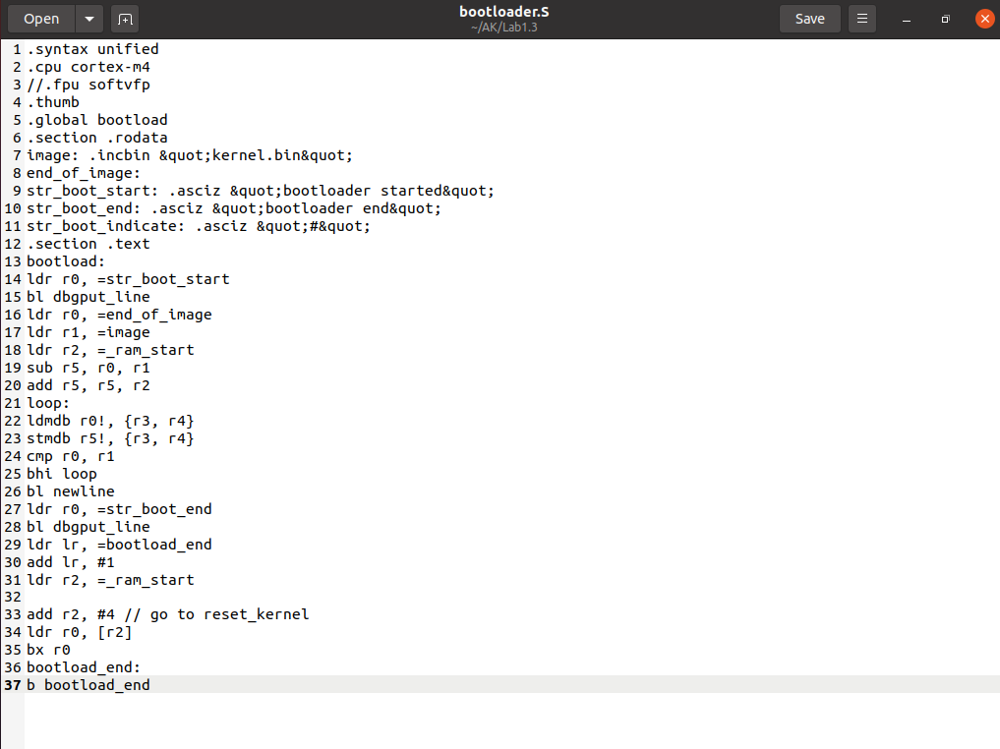 Open
bootloader.S
~/AK/Lab1.3
Save
1 .syntax unified
2 .cpu cortex-m4
3 //.fpu softvfp
4 .thumb
5 .global bootload
6 .section .rodata
7 image: .incbin &quot;kernel.bin&quot;
8 end_of_image:
9 str_boot_start: .asciz &quot;bootloader started&quot;
10 str_boot_end: .asciz &quot;bootloader end&quot;
11 str_boot_indicate: .asciz &quot;#&quot;
12 .section .text
13 bootload:
14 ldr r0, =str_boot_start
15 bl dbgput_line
16 ldr r0, =end_of_image
17 ldr r1, =image
18 ldr r2, =_ram_start
19 sub r5, r0, r1
20 add r5, r5, r2
21 loop:
22 ldmdb r0!, {r3, r4}
23 stmdb r5!, {r3, r4}
24 cmp r0, r1
25 bhi loop
26 bl newline
27 ldr r0, =str_boot_end
28 bl dbgput_line
29 ldr lr, =bootload_end
30 add lr, #1
31 ldr r2, =_ram_start
32
33 add r2, #4 // go to reset_kernel
34 ldr r0, [r2]
35 bx r0
36 bootload_end:
37 b bootload_end